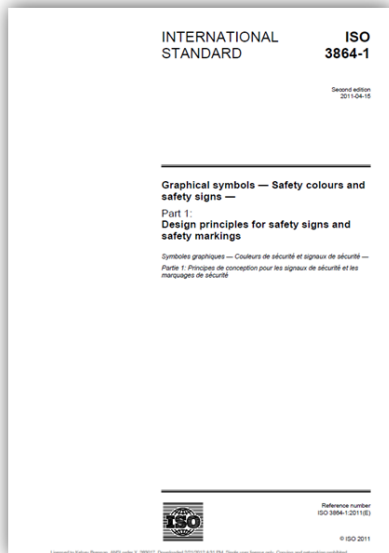 INTERNATIONAL
STANDARD
ISO
3864-1
Second edition
2011-04-15
Graphical symbols — Safety colours and
safety signs —
Part 1:
Design principles for safety signs and
safety markings
Symboles graphiques — Couleurs de sécurité et signaux de sécurité —
Partie 1: Principes de conception pour les signaux de sécurité et les
marquages de sécurité
ISO
Reference number
ISO 3864-1:2011(E)
© ISO 2011